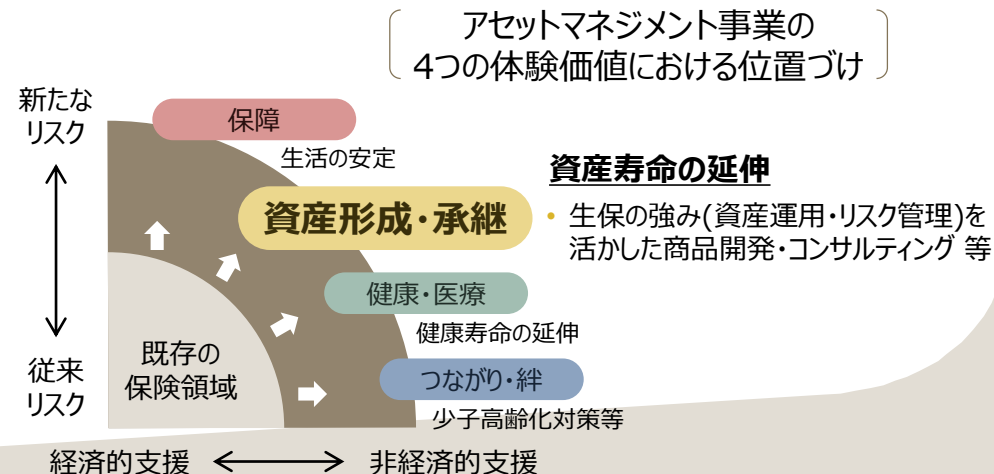 アセットマネジメント事業の
4つの体験価値における位置づけ
新たな
リスク
保障
生活の安定
資産寿命の延伸
資産形成・承継
• 生保の強み(資産運用・リスク管理)を
活かした商品開発・コンサルティング 等
健康・医療
健康寿命の延伸
既存の
保険領域
従来
リスク
つながり・絆
少子高齢化対策等
経済的支援
非経済的支援